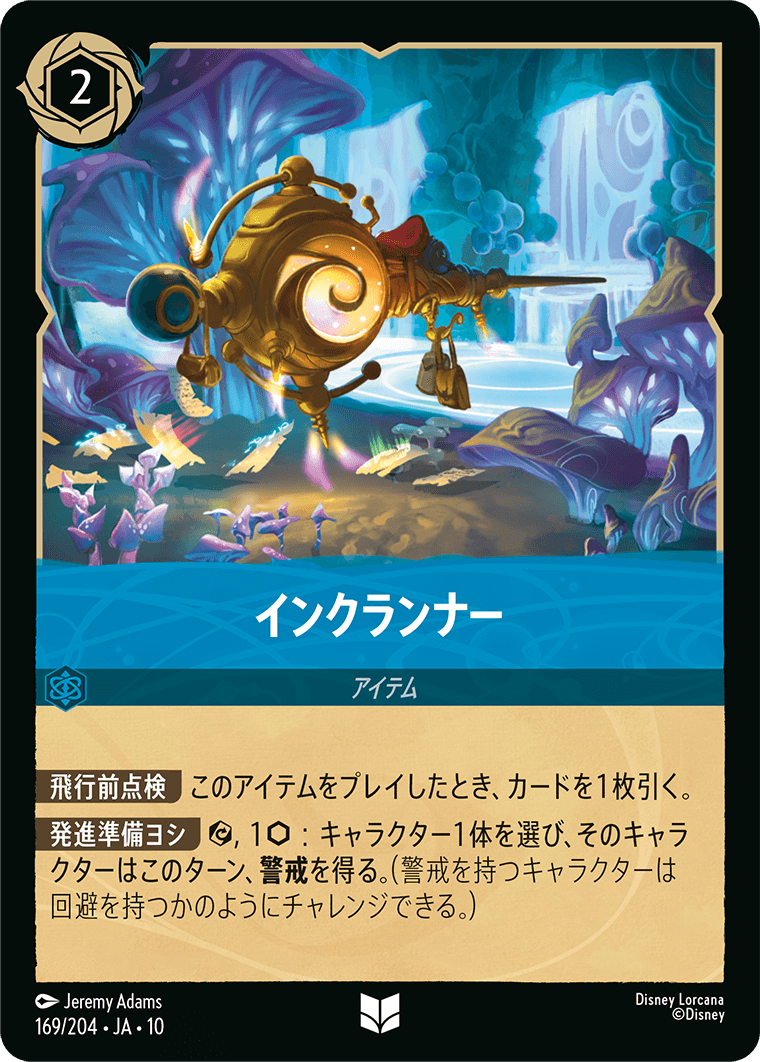 2
インクランナー
アイテム
飛行前点検 このアイテムをプレイしたとき、カードを1枚引く。
発進準備ヨシ , 1 : キャラクター1体を選び、そのキャラ
クターはこのターン、警戒を得る。(警戒を持つキャラクターは
回避を持つかのようにチャレンジできる。)
Jeremy Adams
169/204 • JA • 10
Disney Lorcana
©Disney